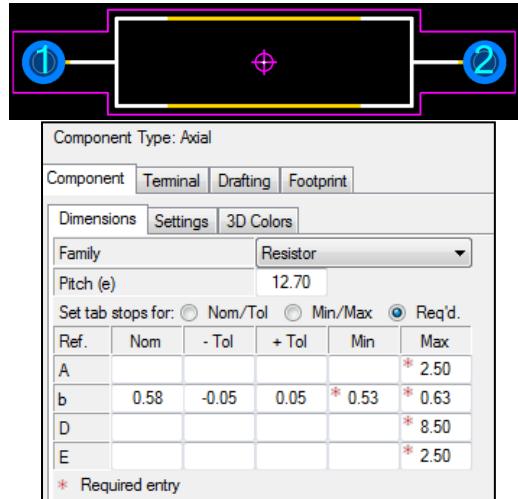 1 2
Component Type: Axial
Component Terminal Drafting Footprint
Dimensions Settings 3D Colors
Family Resistor
Pitch (e) 12.70
Set tab stops for: Nom/Tol Min/Max Req'd.
Ref. Nom - Tol + Tol Min Max
A * 2.50
b 0.58 -0.05 0.05 * 0.53 * 0.63
D * 8.50
E * 2.50
* Required entry